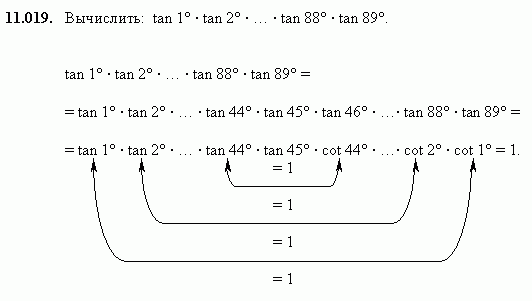 11.019. Вычислить: tan 1° · tan 2° · … · tan 88° · tan 89°.
tan 1° · tan 2° · … · tan 88° · tan 89° =
= tan 1° · tan 2° · … · tan 44° · tan 45° · tan 46° · … · tan 88° · tan 89° =
= tan 1° · tan 2° · … · tan 44° · tan 45° · cot 44° · … · cot 2° · cot 1° = 1.
= 1
= 1
= 1
= 1